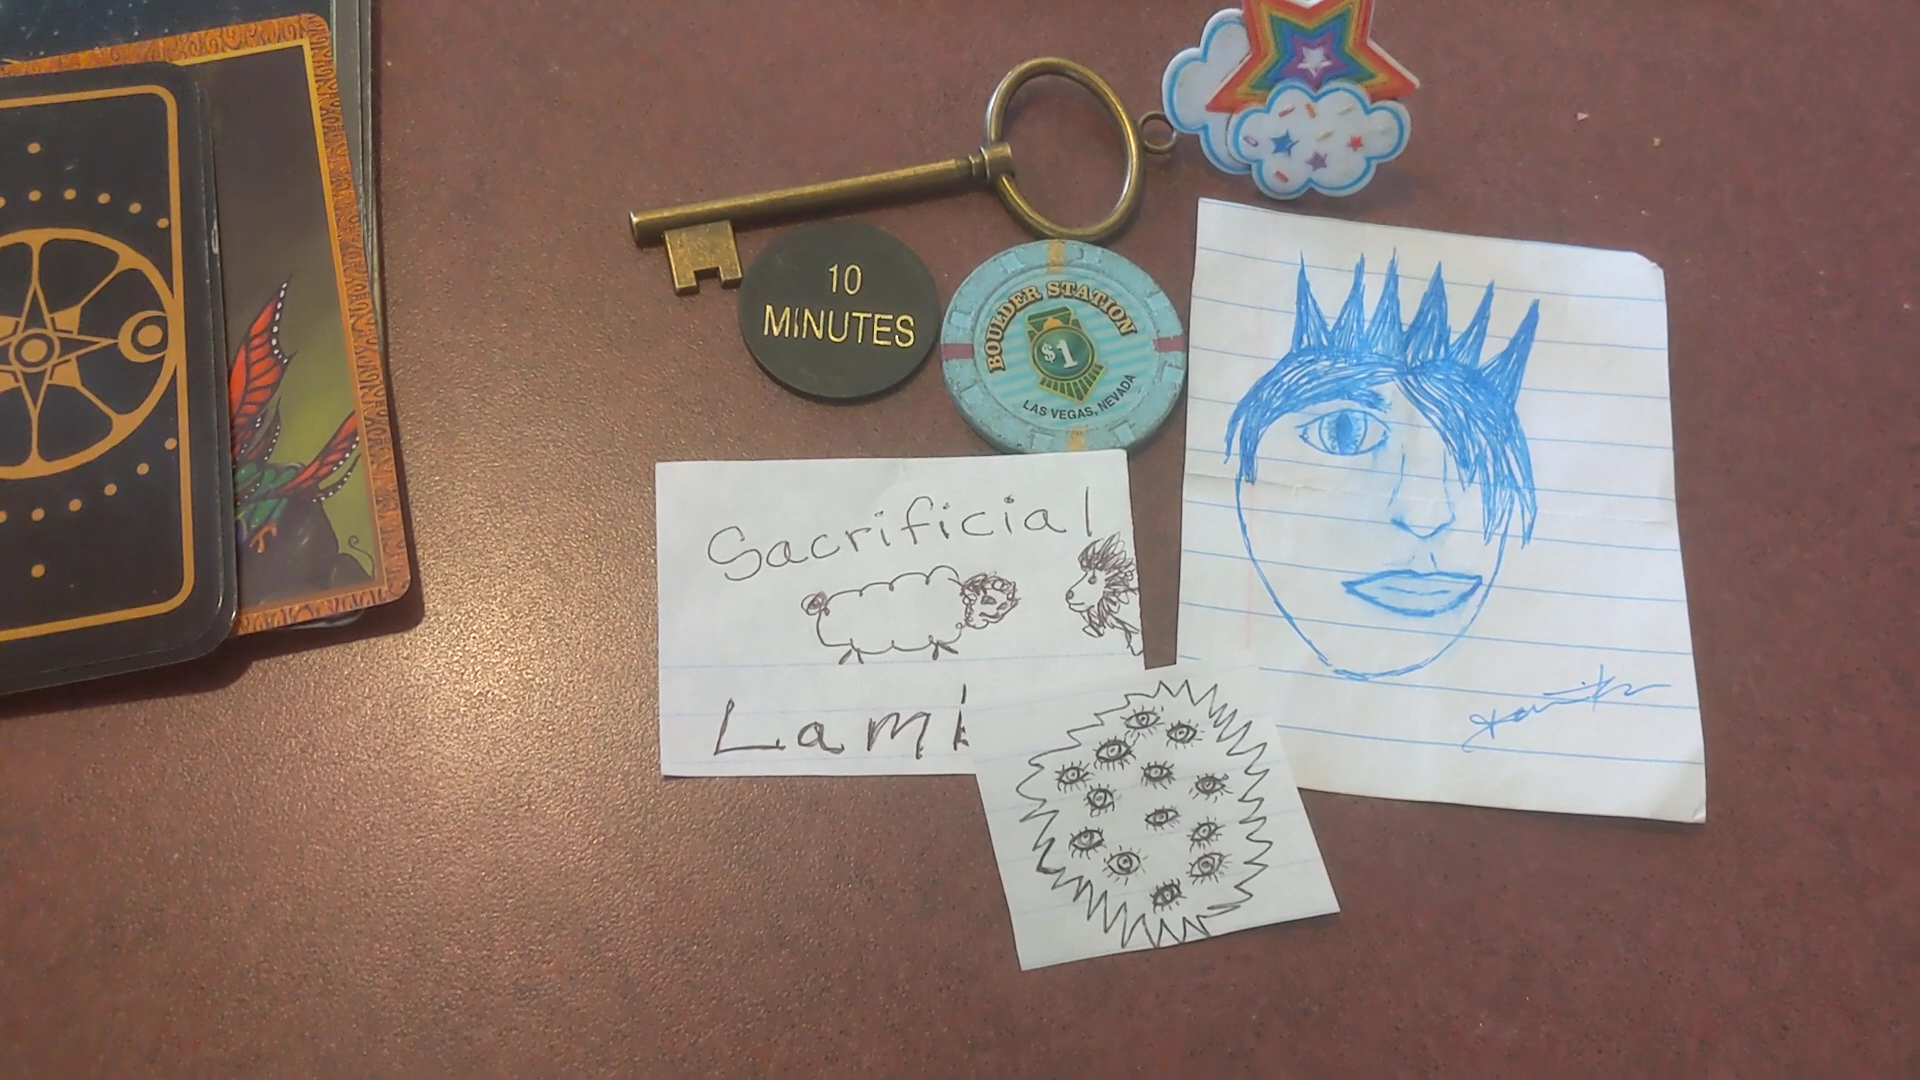 10
MINUTES
BOULDER STATION
$1
LAS VEGAS, NEVADA
Sacrificial
Lam